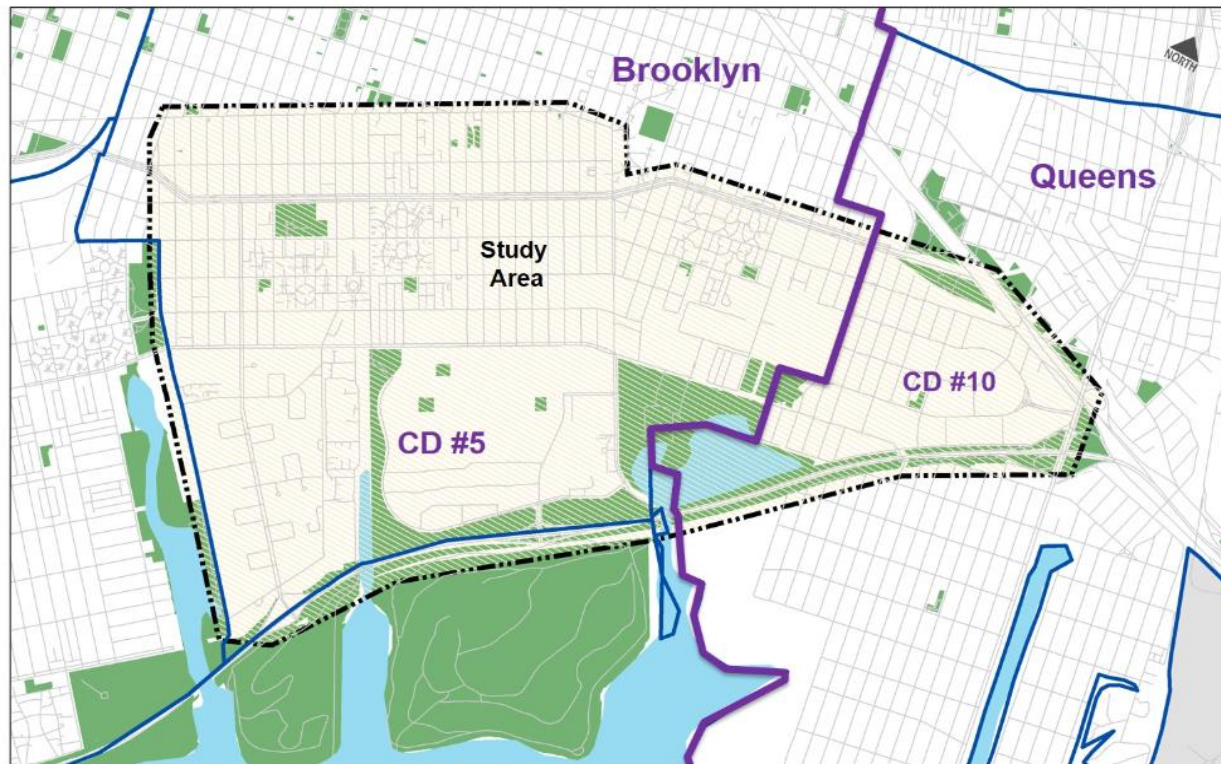 Brooklyn
NORTH
Queens
Study
Area
CD #10
CD #5